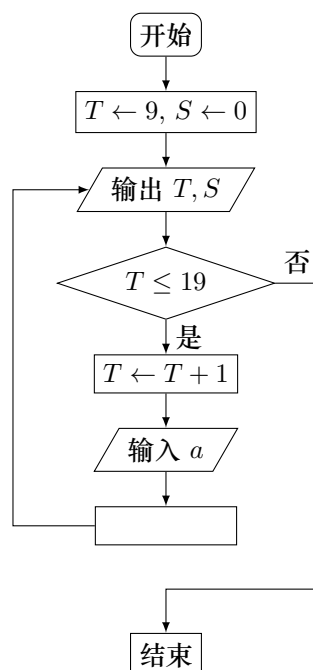 开始
T ← 9, S ← 0
输出 T, S
T ≤ 19
否
是
T ← T + 1
输入 a
结束